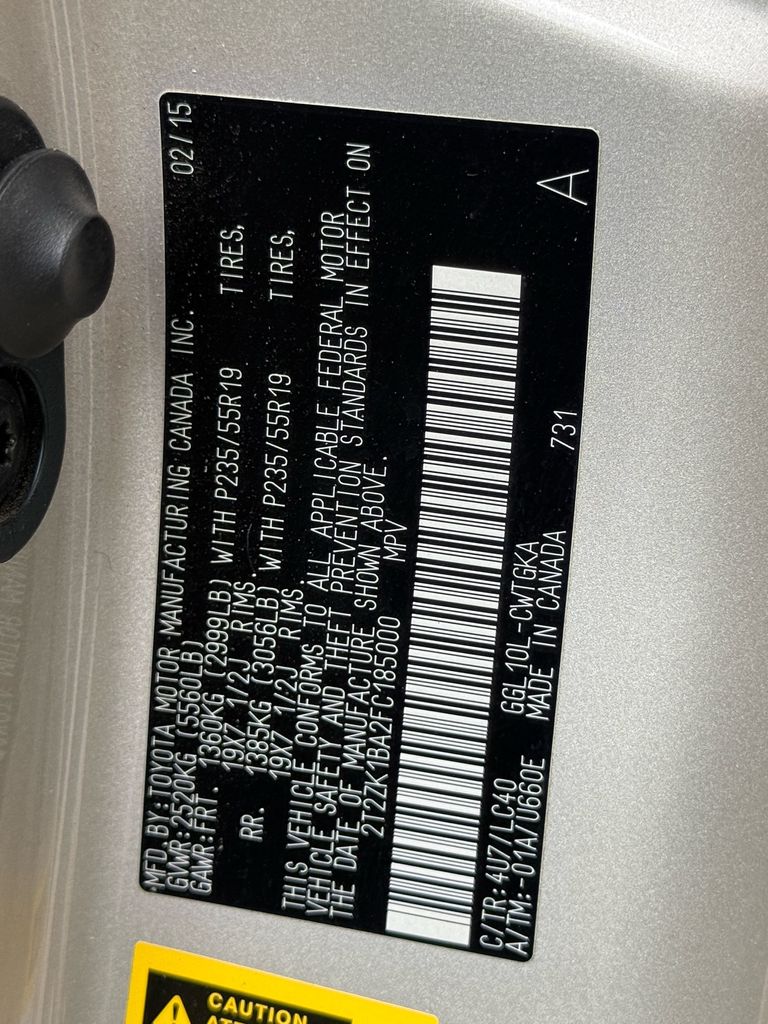 MFD. BY: TOYOTA MOTOR MANUFACTURING CANADA INC. 02/15
GVWR: 2520KG (5560LB)
GAWR: FRT. 1360KG (2999LB) WITH P235/55R19 TIRES,
19X7 1/2J RIMS.
RR. 1385KG (3056LB) WITH P235/55R19 TIRES,
19X7 1/2J RIMS.
THIS VEHICLE CONFORMS TO ALL APPLICABLE FEDERAL MOTOR
VEHICLE SAFETY AND THEFT PREVENTION STANDARDS IN EFFECT ON
THE DATE OF MANUFACTURE SHOWN ABOVE.
2T2ZK1BA2FC185000 MPV
A
C/TR: 4U7/LC40 GGL10L-CWTGKA 731
A/TM:-01A/U660E MADE IN CANADA
CAUTION